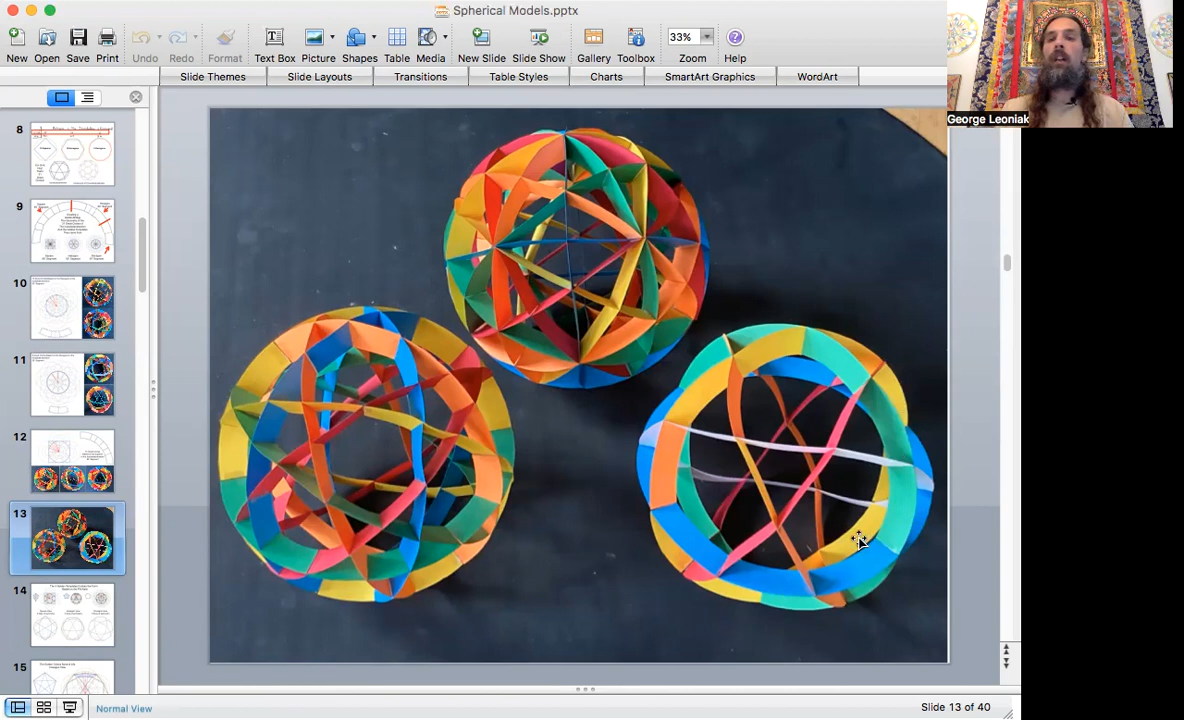 Spherical Models.pptx
New Open Save Print Undo Redo Format Text Box Picture Shapes Table Media New Slide Slide Show Gallery Toolbox Zoom Help
33%
Slide Themes Slide Layouts Transitions Table Styles Charts SmartArt Graphics WordArt
George Leoniak
8
9
10
11
12
13
14
15
Normal View
Slide 13 of 40